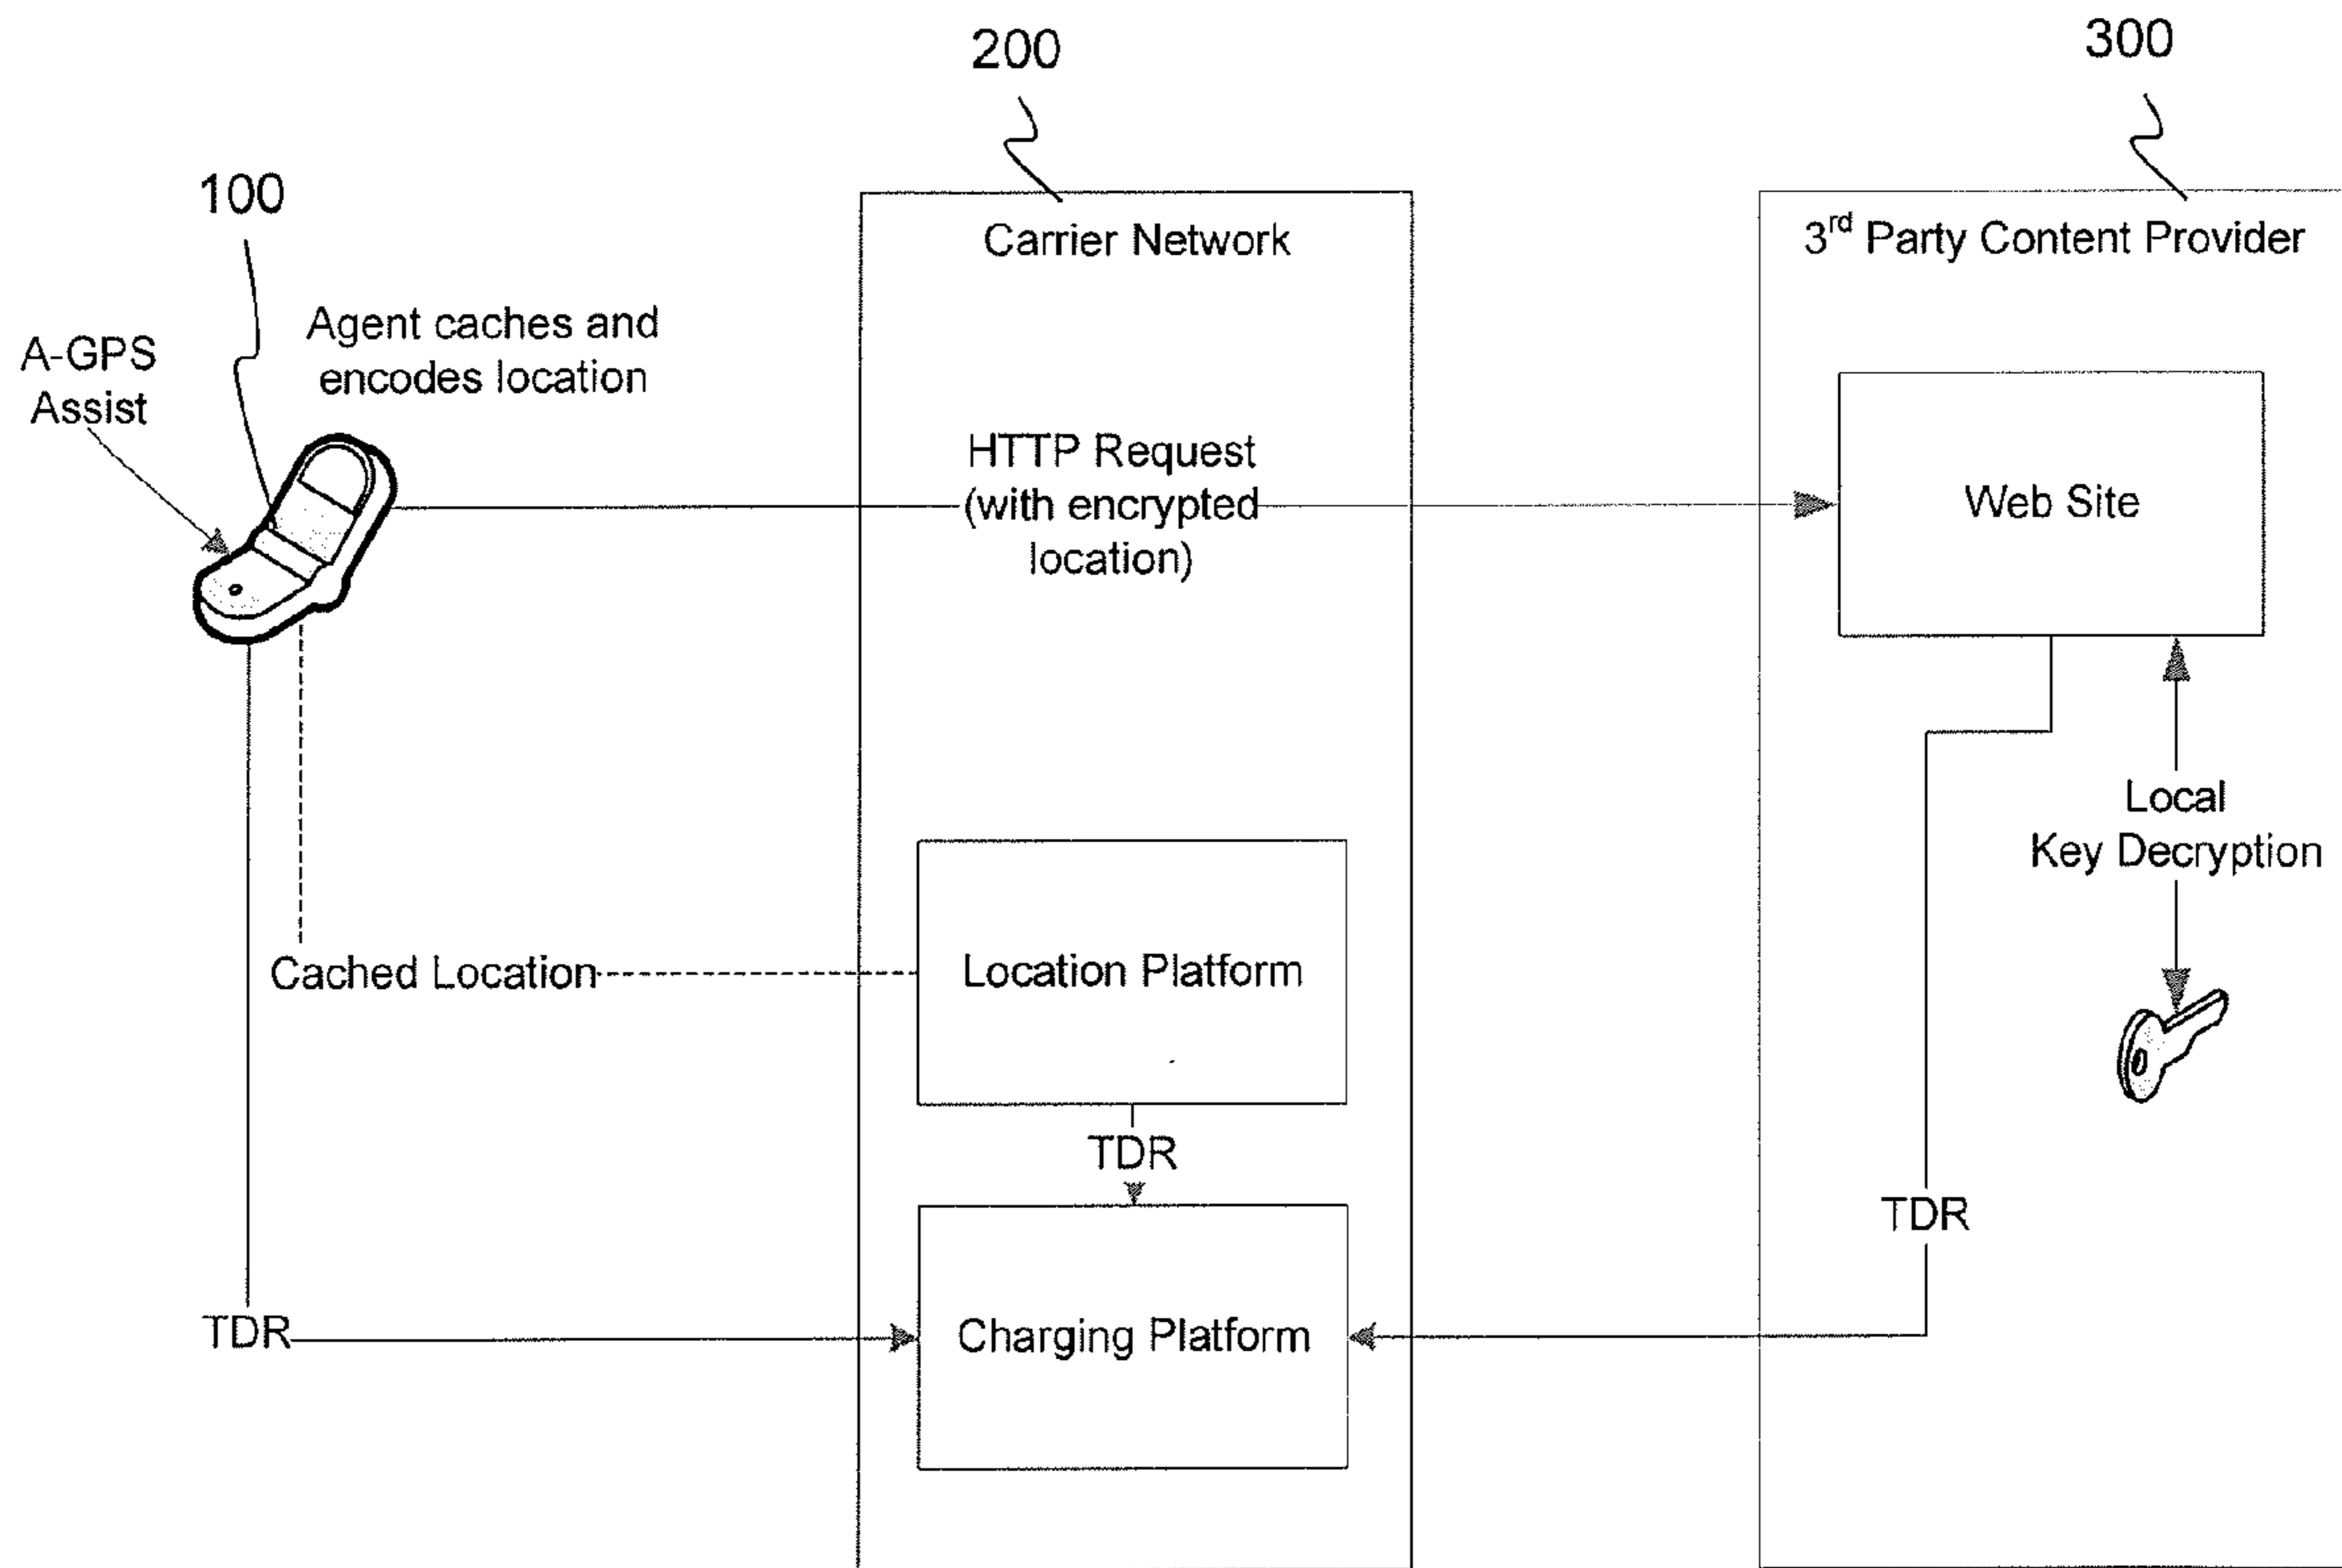 200
300
100
Carrier Network
3rd Party Content Provider
Agent caches and
encodes location
A-GPS
Assist
HTTP Request
(with encrypted
location)
Web Site
Local
Key Decryption
Cached Location
Location Platform
TDR
TDR
TDR
Charging Platform